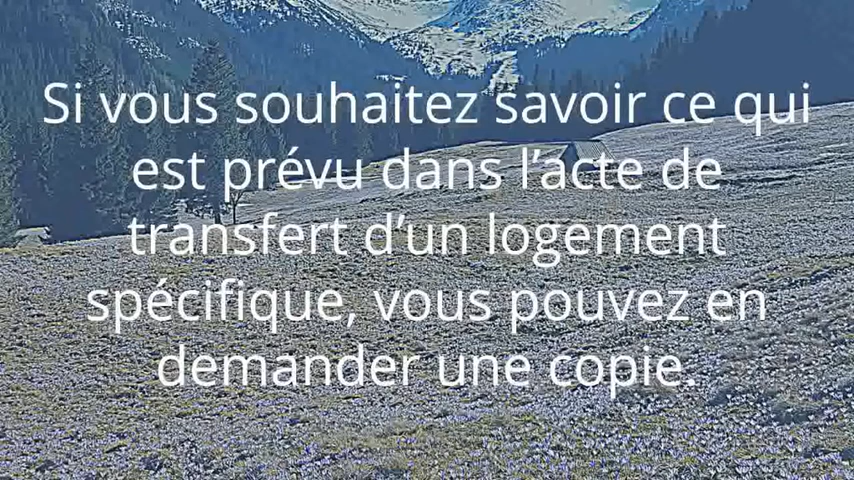 Si vous souhaitez savoir ce qui
est prévu dans l’acte de
transfert d’un logement
spécifique, vous pouvez en
demander une copie.